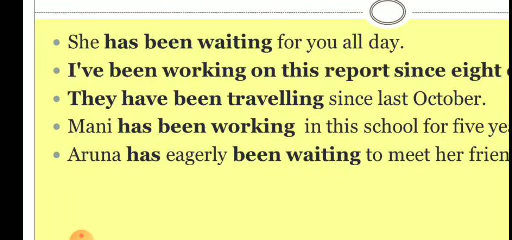 She has been waiting for you all day.
I've been working on this report since eight
They have been travelling since last October.
Mani has been working in this school for five
Aruna has eagerly been waiting to meet her